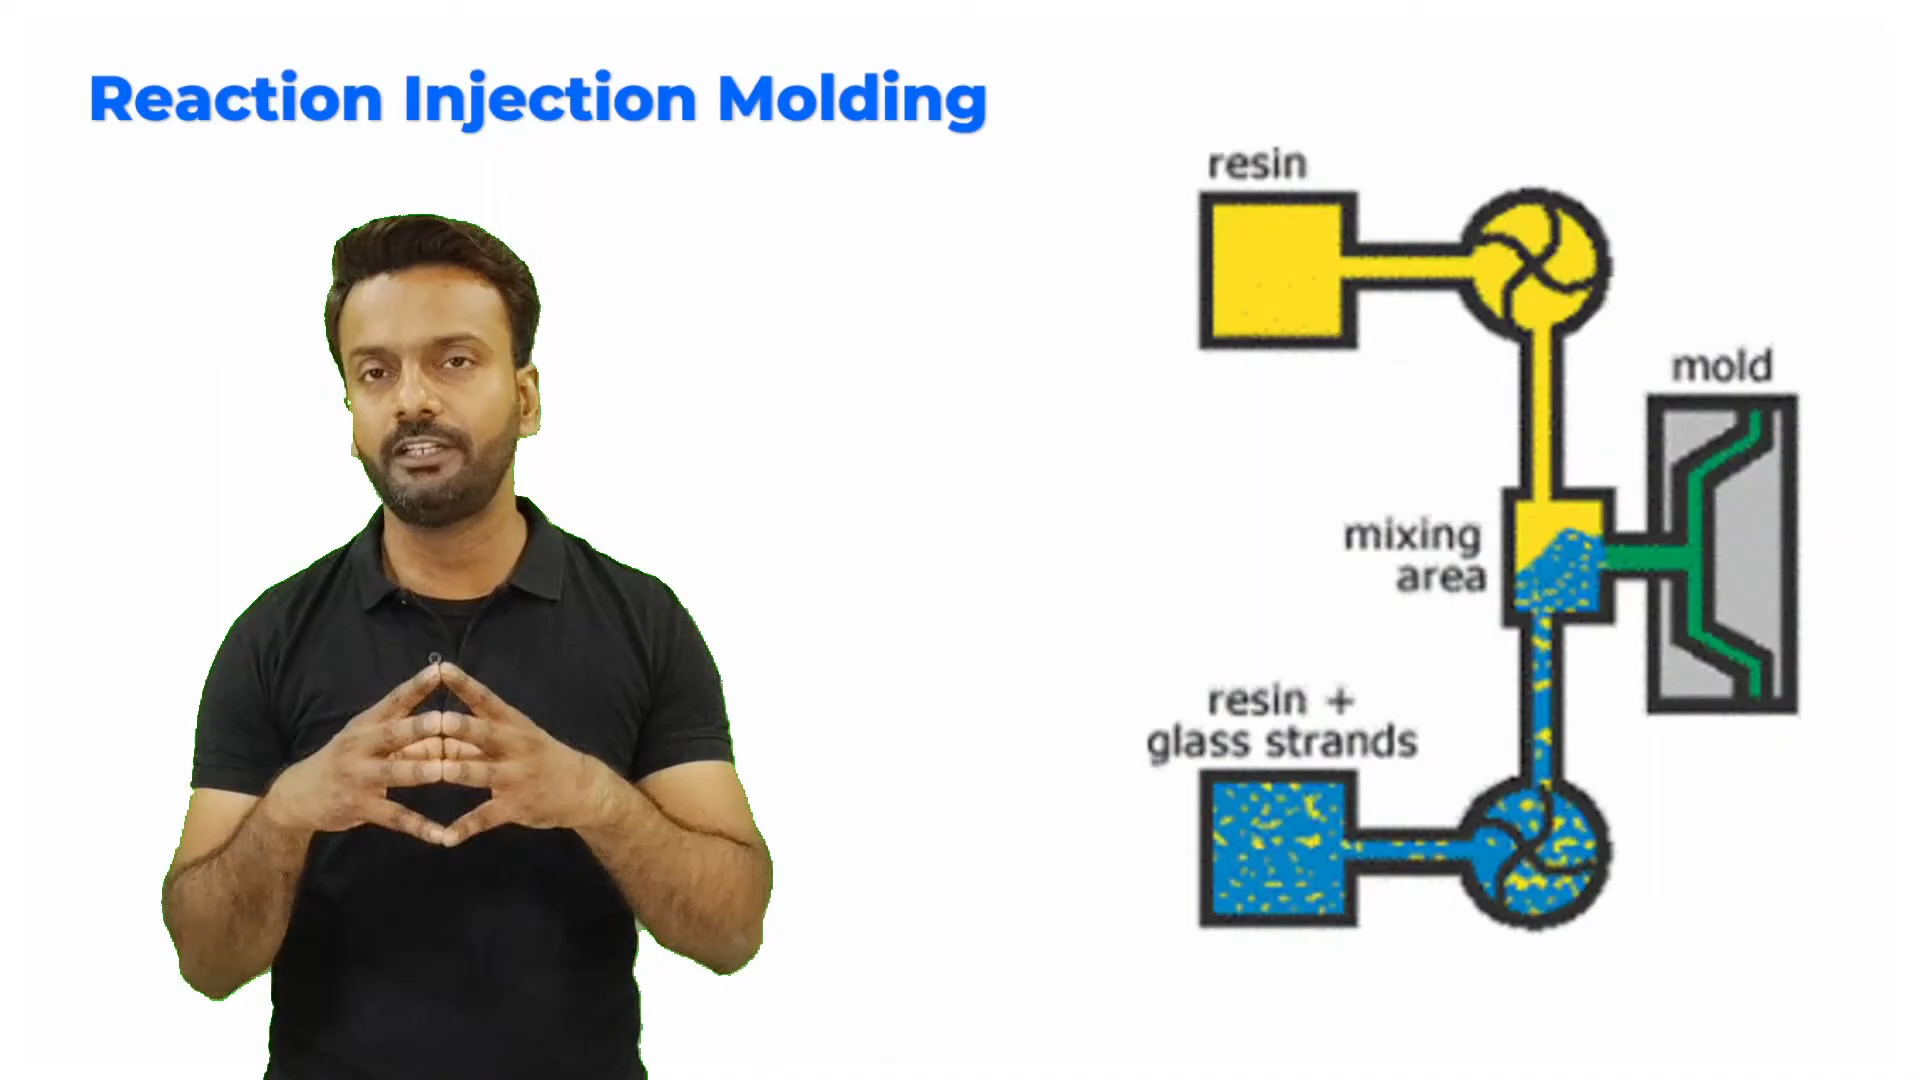 Reaction Injection Molding
resin
mold
mixing
area
resin +
glass strands